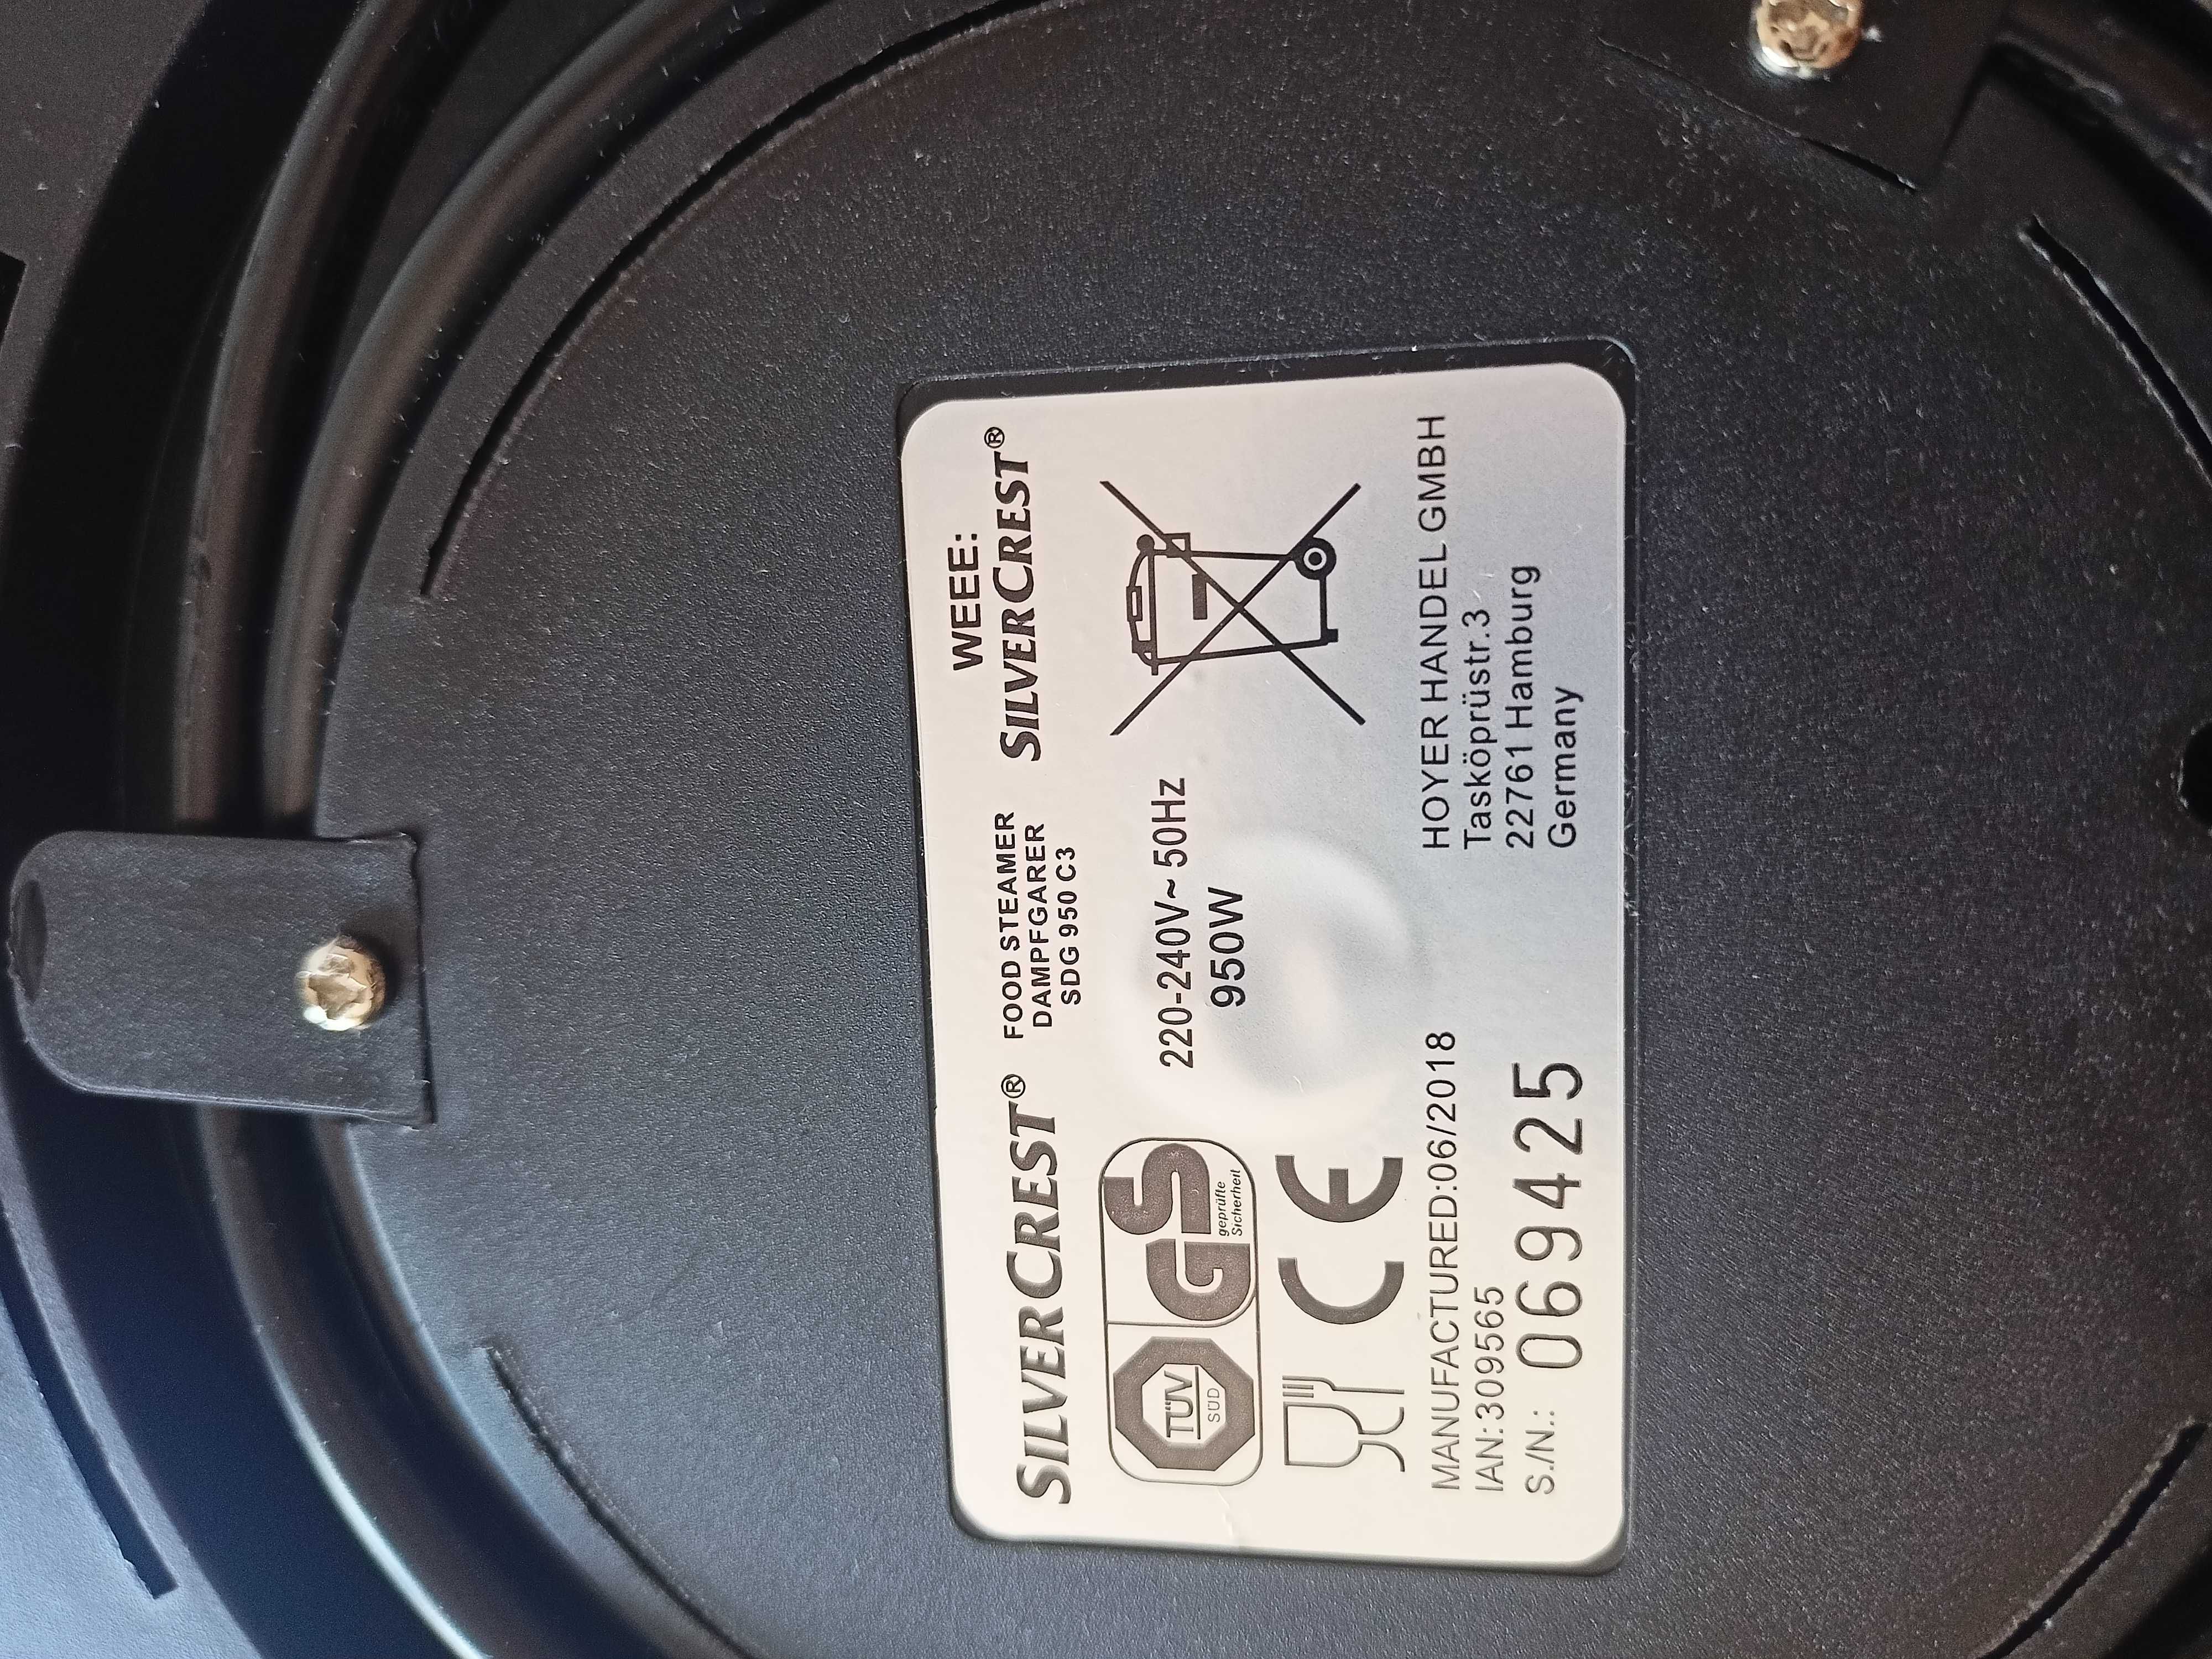 SILVERCREST®
FOOD STEAMER
DAMPFGARER
SDG 950 C3
WEEE:
SILVERCREST®
TÜV
SÜD
GS
geprüfte
Sicherheit
220-240V~ 50Hz
950W
CE
MANUFACTURED:06/2018
IAN:309565
S./N.: 069425
HOYER HANDEL GMBH
Tasköprüstr.3
22761 Hamburg
Germany